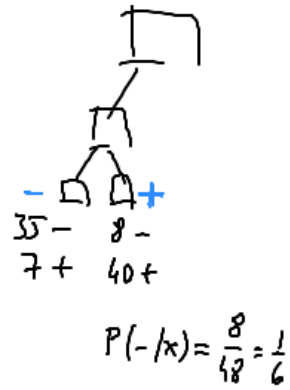 - +
35 - 8 -
7 + 40 +
P(-/x) = 8/48 = 1/6